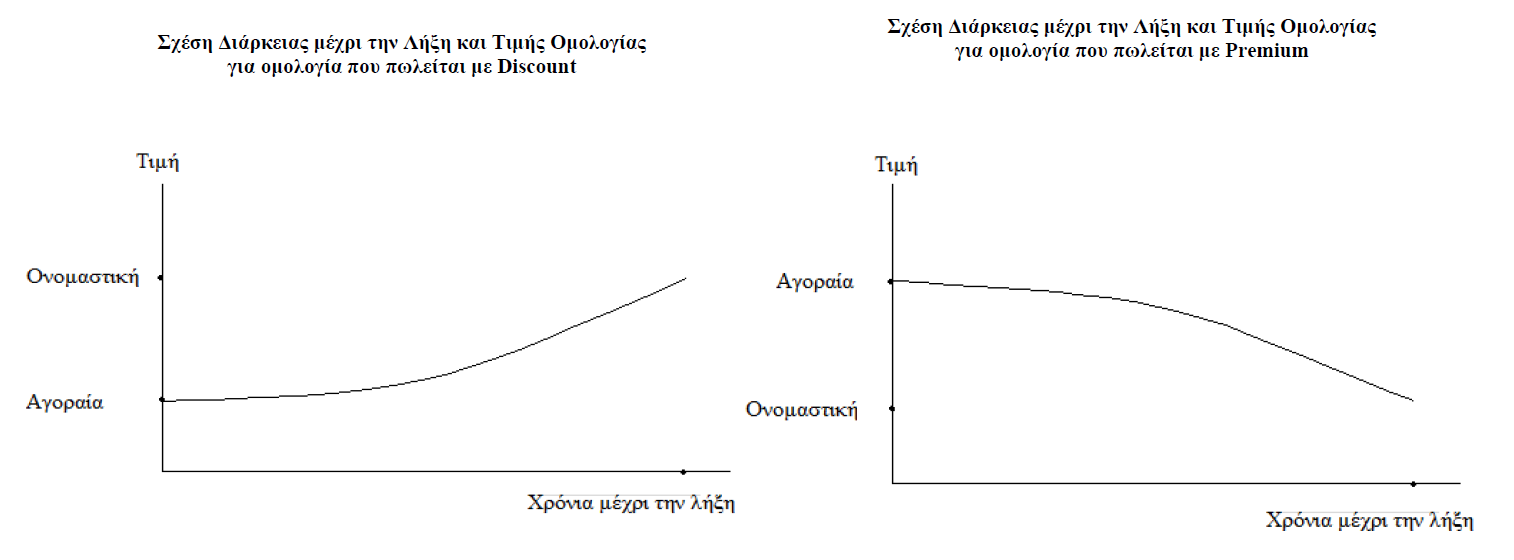 Σχέση Διάρκειας μέχρι την Λήξη και Τιμής Ομολογίας
για ομολογία που πωλείται με Discount
Τιμή
Ονομαστική
Αγοραία
Χρόνια μέχρι την λήξη
Σχέση Διάρκειας μέχρι την Λήξη και Τιμής Ομολογίας
για ομολογία που πωλείται με Premium
Τιμή
Αγοραία
Ονομαστική
Χρόνια μέχρι την λήξη